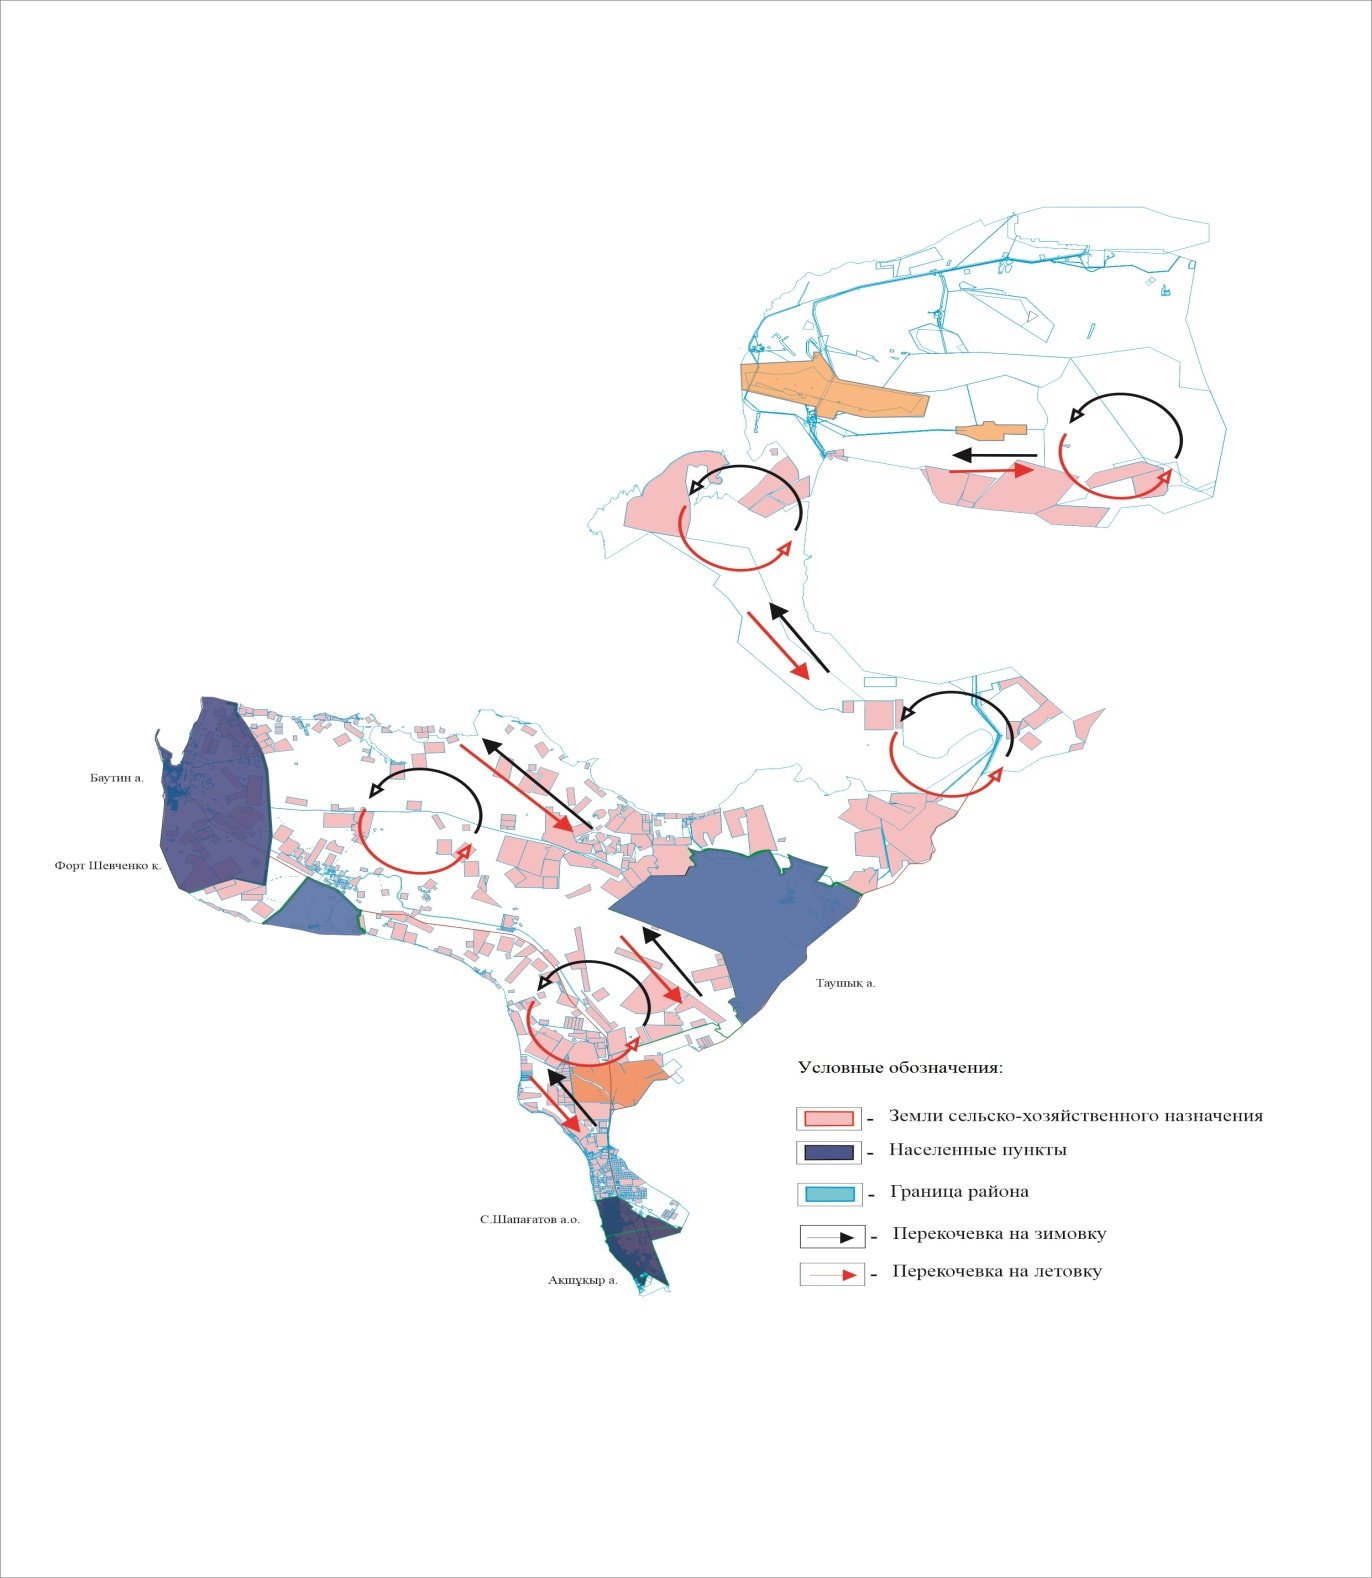 Баутин а.
Форт Шевченко қ.
Таушық а.
Условные обозначения:
- Земли сельско-хозяйственного назначения
- Населенные пункты
С.Шапағатов а.о.
- Граница района
- Перекочевка на зимовку
Ақшұқыр а.
- Перекочевка на летовку